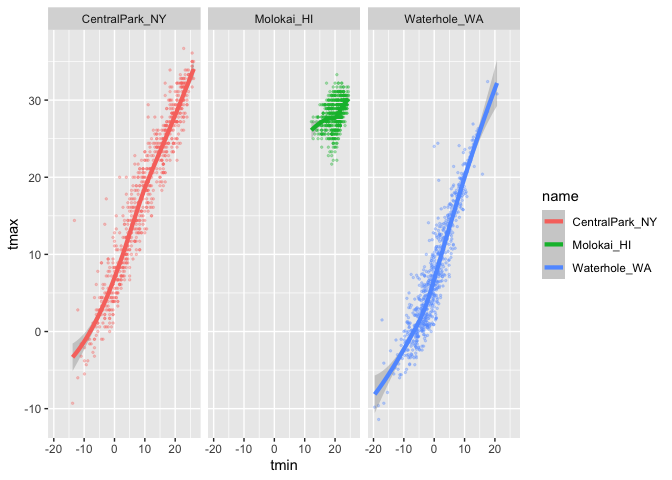 CentralPark_NY Molokai_HI Waterhole_WA
30
20
10
0
-10
tmax
-20 -10 0 10 20 -20 -10 0 10 20 -20 -10 0 10 20
tmin
name
CentralPark_NY
Molokai_HI
Waterhole_WA